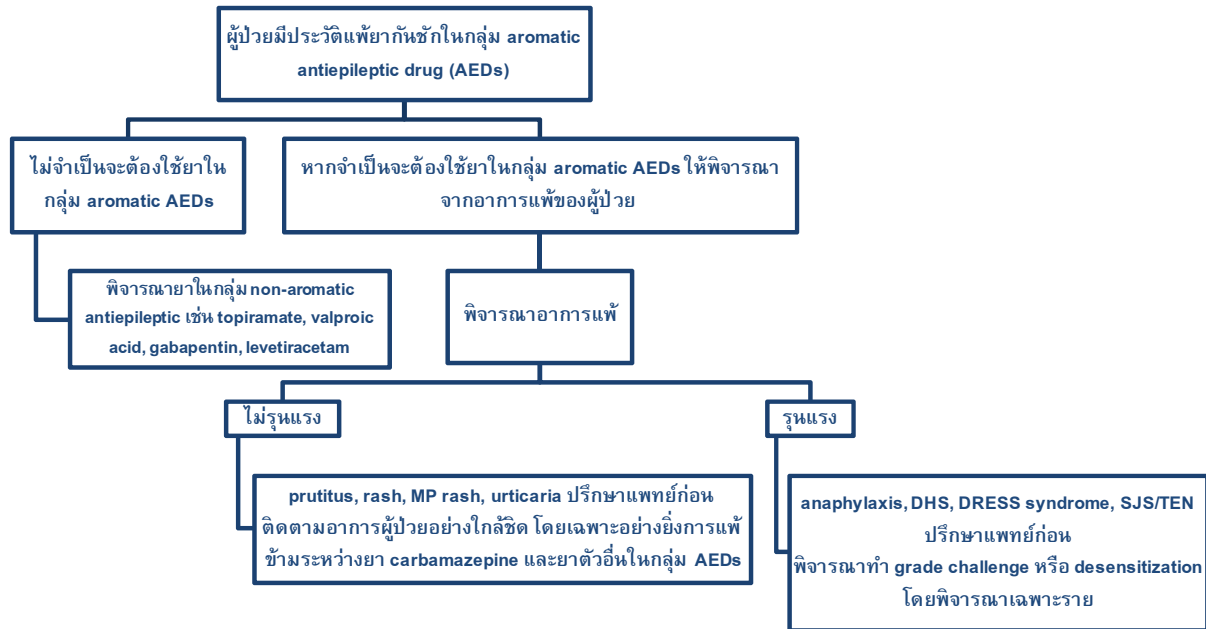 ผู้ป่วยมีประวัติแพ้ยากันชักในกลุ่ม aromatic
antiepileptic drug (AEDs)
ไม่จำเป็นจะต้องใช้ยาใน
กลุ่ม aromatic AEDs
หากจำเป็นจะต้องใช้ยาในกลุ่ม aromatic AEDs ให้พิจารณา
จากอาการแพ้ของผู้ป่วย
พิจารณายาในกลุ่ม non-aromatic
antiepileptic เช่น topiramate, valproic
acid, gabapentin, levetiracetam
พิจารณาอาการแพ้
ไม่รุนแรง
รุนแรง
prutitus, rash, MP rash, urticaria ปรึกษาแพทย์ก่อน
ติดตามอาการผู้ป่วยอย่างใกล้ชิด โดยเฉพาะอย่างยิ่งการแพ้
ข้ามระหว่างยา carbamazepine และยาตัวอื่นในกลุ่ม AEDs
anaphylaxis, DHS, DRESS syndrome, SJS/TEN
ปรึกษาแพทย์ก่อน
พิจารณาทำ grade challenge หรือ desensitization
โดยพิจารณาเฉพาะราย